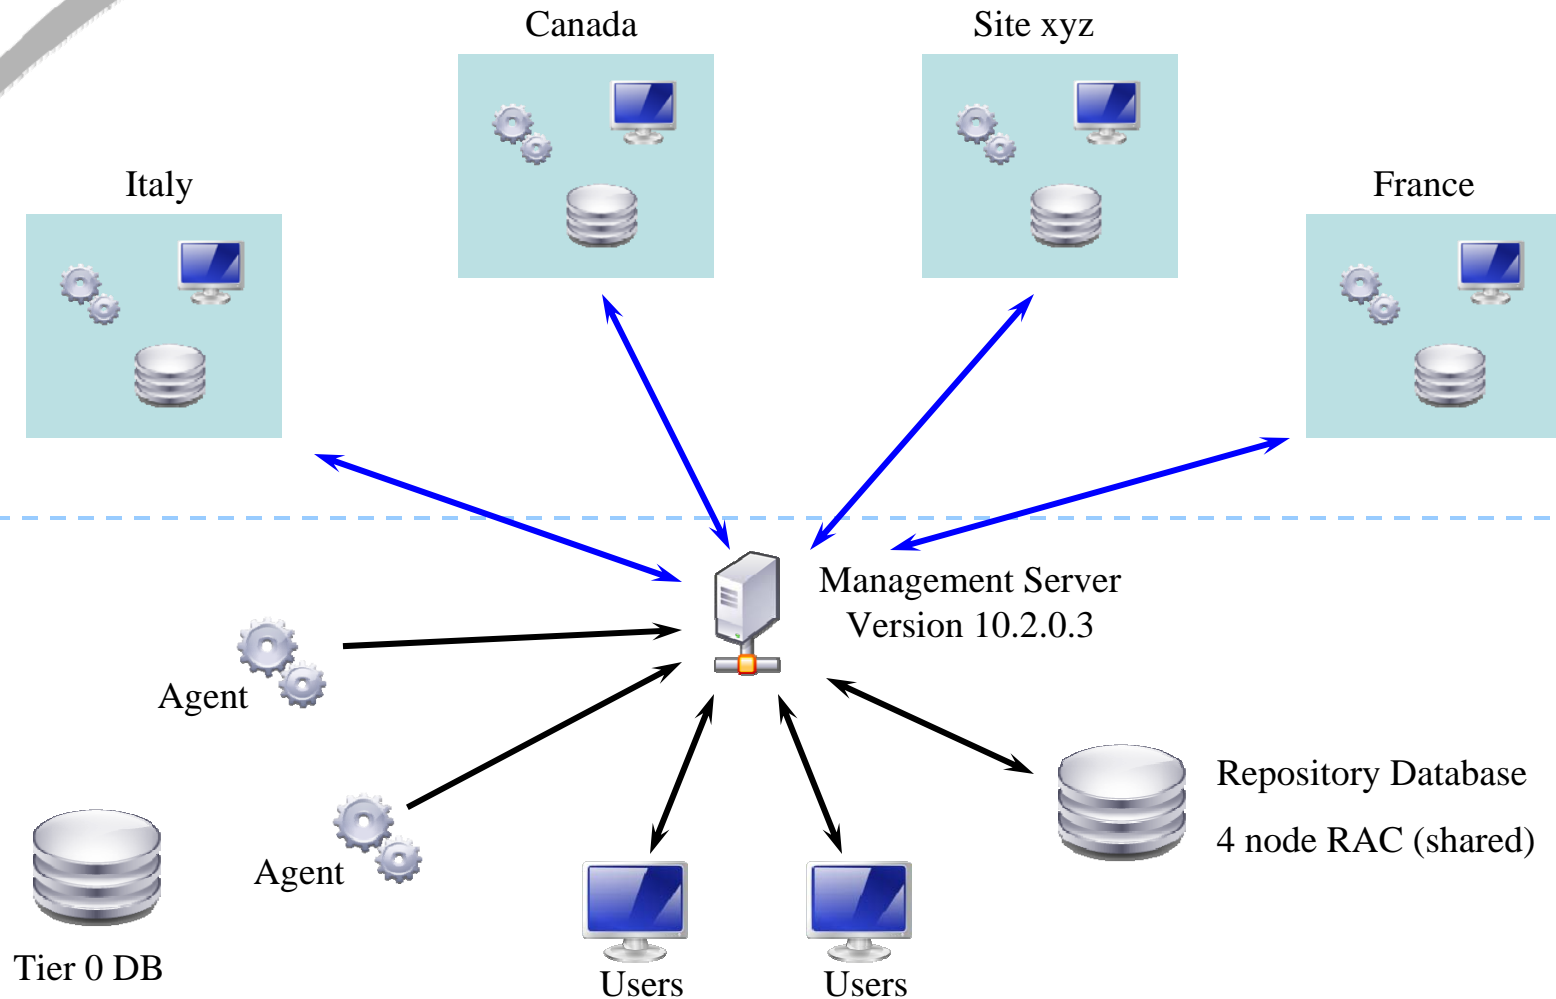 Canada
Site xyz
Italy
France
Management Server
Version 10.2.0.3
Agent
Repository Database
4 node RAC (shared)
Agent
Tier 0 DB
Users
Users